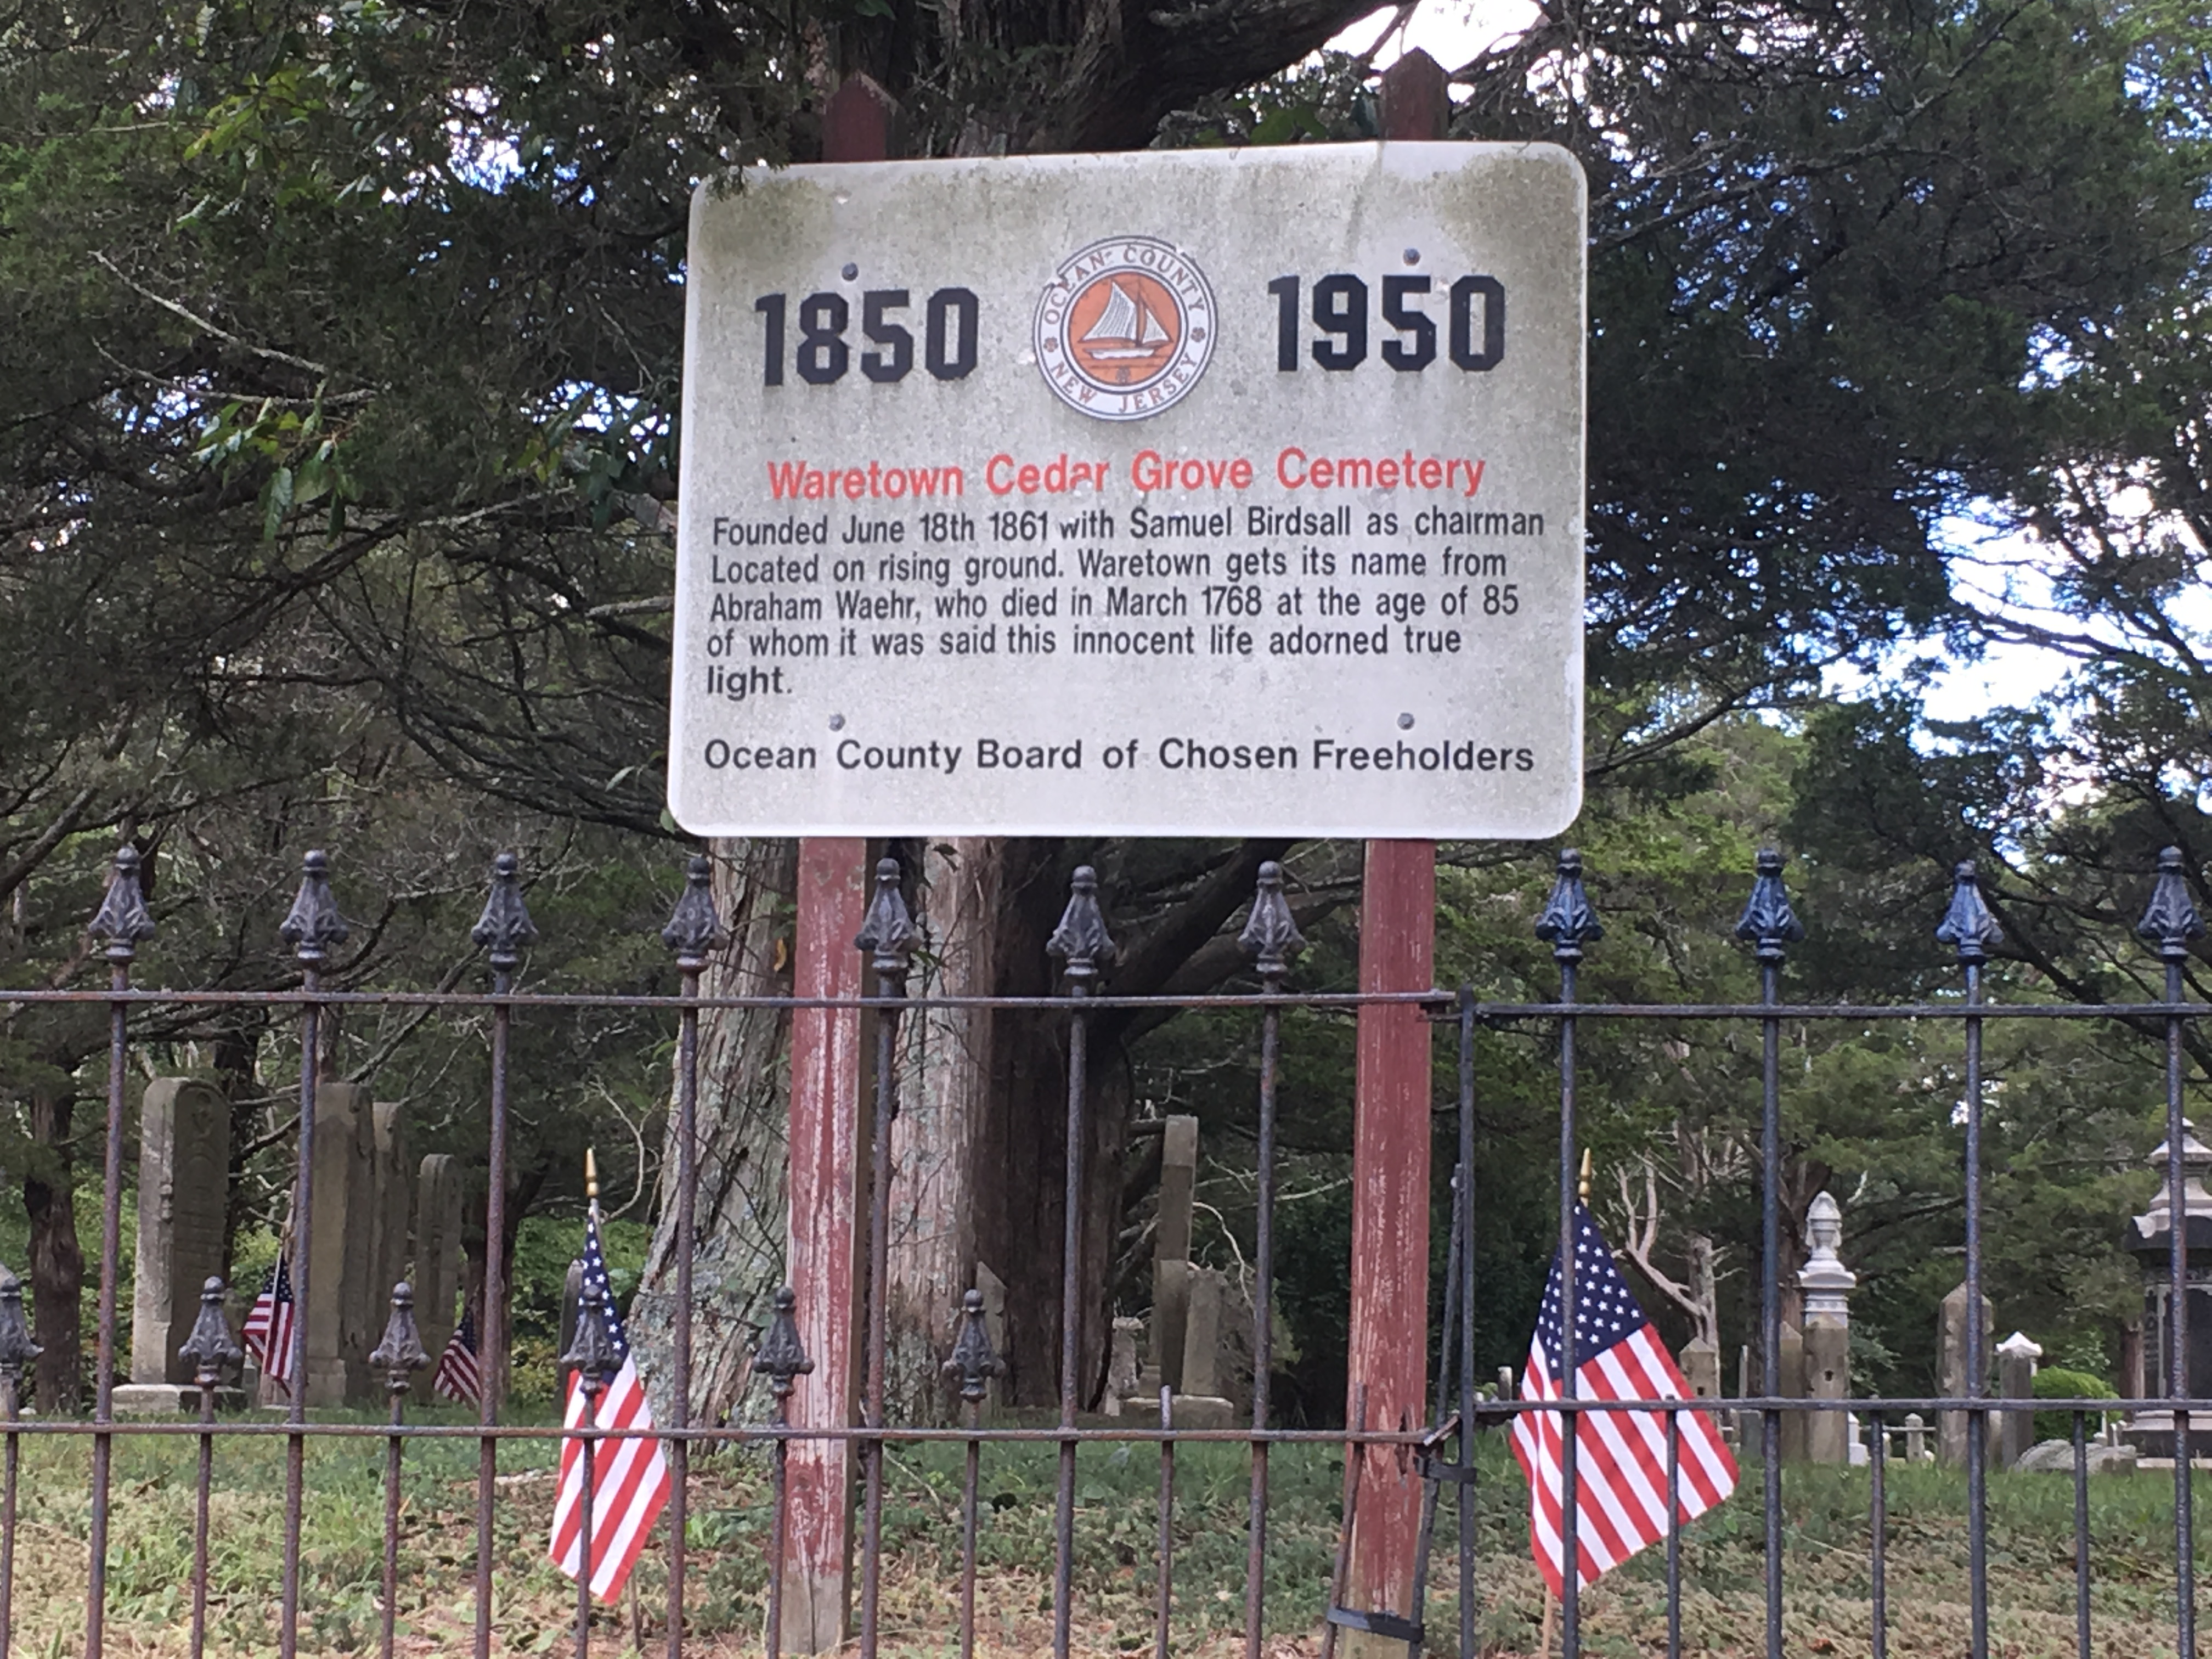 1850
OCEAN COUNTY
NEW JERSEY
1950
Waretown Cedar Grove Cemetery
Founded June 18th 1861 with Samuel Birdsall as chairman
Located on rising ground. Waretown gets its name from
Abraham Waehr, who died in March 1768 at the age of 85
of whom it was said this innocent life adorned true
light.
Ocean County Board of Chosen Freeholders